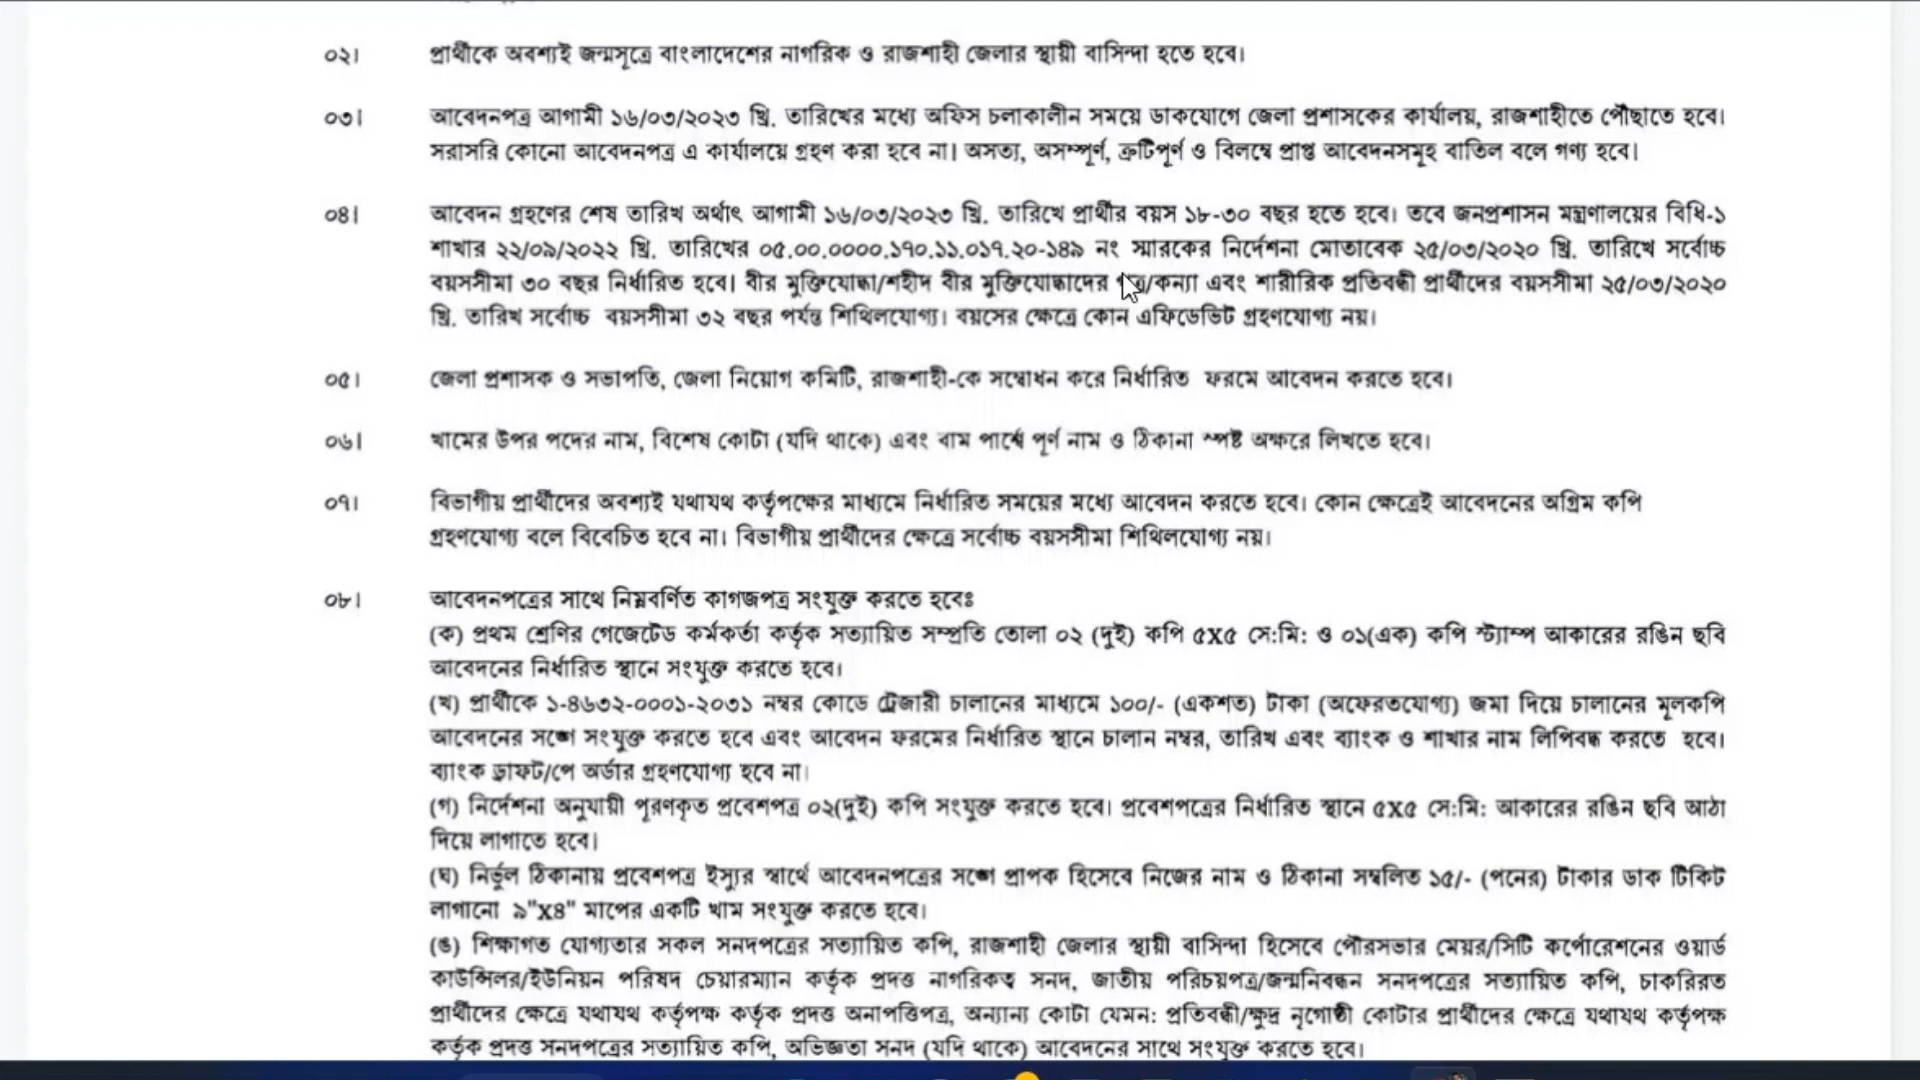 ০২। প্রার্থীকে অবশ্যই জন্মসূত্রে বাংলাদেশের নাগরিক ও রাজশাহী জেলার স্থায়ী বাসিন্দা হতে হবে।
০৩। আবেদনপত্র আগামী ১৬/০৩/২০২৩ খ্রি. তারিখের মধ্যে অফিস চলাকালীন সময়ে ডাকযোগে জেলা প্রশাসকের কার্যালয়, রাজশাহীতে পৌঁছাতে হবে।
সরাসরি কোনো আবেদনপত্র এ কার্যালয়ে গ্রহণ করা হবে না। অসত্য, অসম্পূর্ণ, ত্রুটিপূর্ণ ও বিলম্বে প্রাপ্ত আবেদনসমূহ বাতিল বলে গণ্য হবে।
০৪। আবেদন গ্রহণের শেষ তারিখ অর্থাৎ আগামী ১৬/০৩/২০২৩ খ্রি. তারিখে প্রার্থীর বয়স ১৮-৩০ বছর হতে হবে। তবে জনপ্রশাসন মন্ত্রণালয়ের বিধি-১
শাখার ২২/০৯/২০২২ খ্রি. তারিখের ০৫.০০.০০০০.১৭০.১১.০১৭.২০-১৪৯ নং স্মারকের নির্দেশনা মোতাবেক ২৫/০৩/২০২০ খ্রি. তারিখে সর্বোচ্চ
বয়সসীমা ৩০ বছর নির্ধারিত হবে। বীর মুক্তিযোদ্ধা/শহীদ বীর মুক্তিযোদ্ধাদের পুত্র/কন্যা এবং শারীরিক প্রতিবন্ধী প্রার্থীদের বয়সসীমা ২৫/০৩/২০২০
খ্রি. তারিখ সর্বোচ্চ বয়সসীমা ৩২ বছর পর্যন্ত শিথিলযোগ্য। বয়সের ক্ষেত্রে কোন এফিডেভিট গ্রহণযোগ্য নয়।
০৫। জেলা প্রশাসক ও সভাপতি, জেলা নিয়োগ কমিটি, রাজশাহী-কে সম্বোধন করে নির্ধারিত ফরমে আবেদন করতে হবে।
০৬। খামের উপর পদের নাম, বিশেষ কোটা (যদি থাকে) এবং বাম পার্শ্বে পূর্ণ নাম ও ঠিকানা স্পষ্ট অক্ষরে লিখতে হবে।
০৭। বিভাগীয় প্রার্থীদের অবশ্যই যথাযথ কর্তৃপক্ষের মাধ্যমে নির্ধারিত সময়ের মধ্যে আবেদন করতে হবে। কোন ক্ষেত্রেই আবেদনের অগ্রিম কপি
গ্রহণযোগ্য বলে বিবেচিত হবে না। বিভাগীয় প্রার্থীদের ক্ষেত্রে সর্বোচ্চ বয়সসীমা শিথিলযোগ্য নয়।
০৮। আবেদনপত্রের সাথে নিম্নবর্ণিত কাগজপত্র সংযুক্ত করতে হবেঃ
(ক) প্রথম শ্রেণির গেজেটেড কর্মকর্তা কর্তৃক সত্যায়িত সম্প্রতি তোলা ০২ (দুই) কপি ৫X৫ সে:মি: ও ০১(এক) কপি স্ট্যাম্প আকারের রঙিন ছবি
আবেদনের নির্ধারিত স্থানে সংযুক্ত করতে হবে।
(খ) প্রার্থীকে ১-৪৬৩২-০০০১-২০৩১ নম্বর কোডে ট্রেজারী চালানের মাধ্যমে ১০০/- (একশত) টাকা (অফেরতযোগ্য) জমা দিয়ে চালানের মূলকপি
আবেদনের সঙ্গে সংযুক্ত করতে হবে এবং আবেদন ফরমের নির্ধারিত স্থানে চালান নম্বর, তারিখ এবং ব্যাংক ও শাখার নাম লিপিবদ্ধ করতে হবে।
ব্যাংক ড্রাফট/পে অর্ডার গ্রহণযোগ্য হবে না।
(গ) নির্দেশনা অনুযায়ী পূরণকৃত প্রবেশপত্র ০২(দুই) কপি সংযুক্ত করতে হবে। প্রবেশপত্রের নির্ধারিত স্থানে ৫X৫ সে:মি: আকারের রঙিন ছবি আঠা
দিয়ে লাগাতে হবে।
(ঘ) নির্ভুল ঠিকানায় প্রবেশপত্র ইস্যুর স্বার্থে আবেদনপত্রের সঙ্গে প্রাপক হিসেবে নিজের নাম ও ঠিকানা সম্বলিত ১৫/- (পনের) টাকার ডাক টিকিট
লাগানো ৯"X৪" মাপের একটি খাম সংযুক্ত করতে হবে।
(ঙ) শিক্ষাগত যোগ্যতার সকল সনদপত্রের সত্যায়িত কপি, রাজশাহী জেলার স্থায়ী বাসিন্দা হিসেবে পৌরসভার মেয়র/সিটি কর্পোরেশনের ওয়ার্ড
কাউন্সিলর/ইউনিয়ন পরিষদ চেয়ারম্যান কর্তৃক প্রদত্ত নাগরিকত্ব সনদ, জাতীয় পরিচয়পত্র/জন্মনিবন্ধন সনদপত্রের সত্যায়িত কপি, চাকরিরত
প্রার্থীদের ক্ষেত্রে যথাযথ কর্তৃপক্ষ কর্তৃক প্রদত্ত অনাপত্তিপত্র, অন্যান্য কোটা যেমন: প্রতিবন্ধী/ক্ষুদ্র নৃগোষ্ঠী কোটার প্রার্থীদের ক্ষেত্রে যথাযথ কর্তৃপক্ষ
কর্তৃক প্রদত্ত সনদপত্রের সত্যায়িত কপি, অভিজ্ঞতা সনদ (যদি থাকে) আবেদনের সাথে সংযুক্ত করতে হবে।